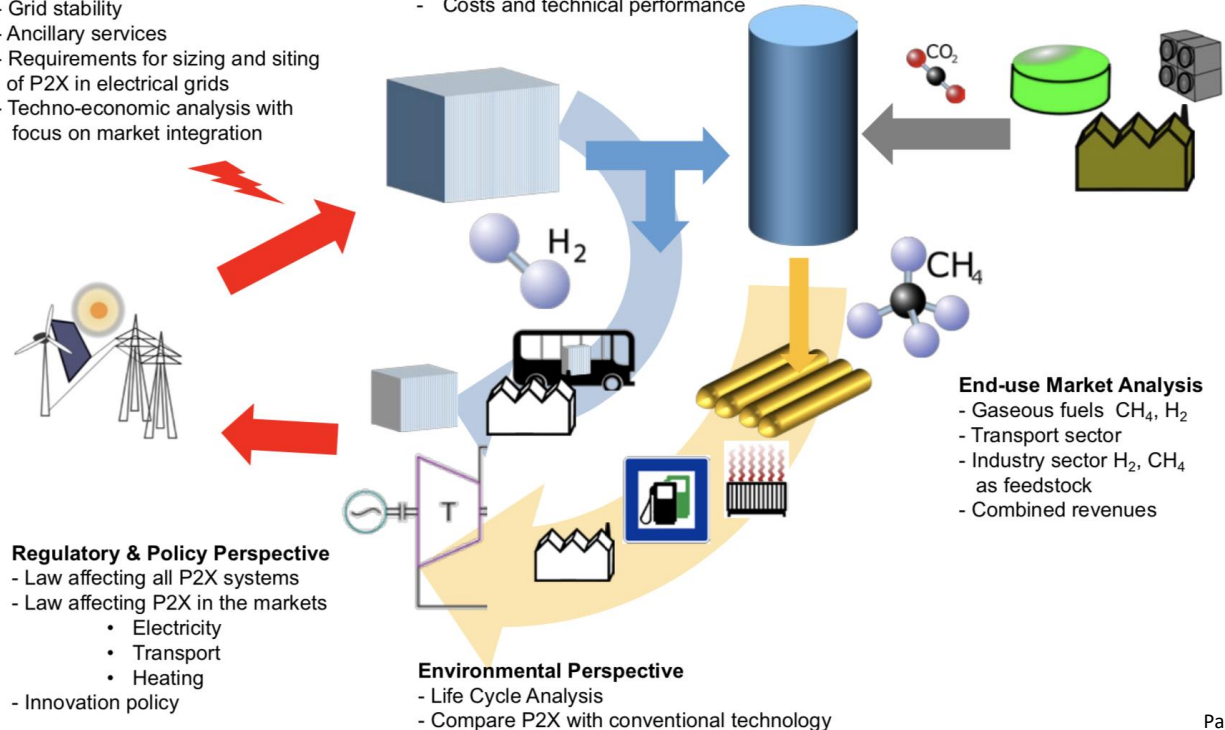 - Grid stability
- Ancillary services
- Requirements for sizing and siting
of P2X in electrical grids
- Techno-economic analysis with
focus on market integration
- Costs and technical performance
CO₂
H₂
CH₄
T
End-use Market Analysis
- Gaseous fuels CH₄, H₂
- Transport sector
- Industry sector H₂, CH₄
as feedstock
- Combined revenues
Regulatory & Policy Perspective
- Law affecting all P2X systems
- Law affecting P2X in the markets
• Electricity
• Transport
• Heating
- Innovation policy
Environmental Perspective
- Life Cycle Analysis
- Compare P2X with conventional technology
Pa